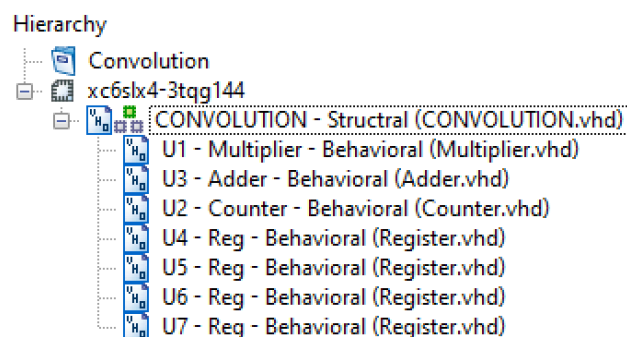 Hierarchy
Convolution
xc6slx4-3tqg144
CONVOLUTION - Structral (CONVOLUTION.vhd)
U1 - Multiplier - Behavioral (Multiplier.vhd)
U3 - Adder - Behavioral (Adder.vhd)
U2 - Counter - Behavioral (Counter.vhd)
U4 - Reg - Behavioral (Register.vhd)
U5 - Reg - Behavioral (Register.vhd)
U6 - Reg - Behavioral (Register.vhd)
U7 - Reg - Behavioral (Register.vhd)